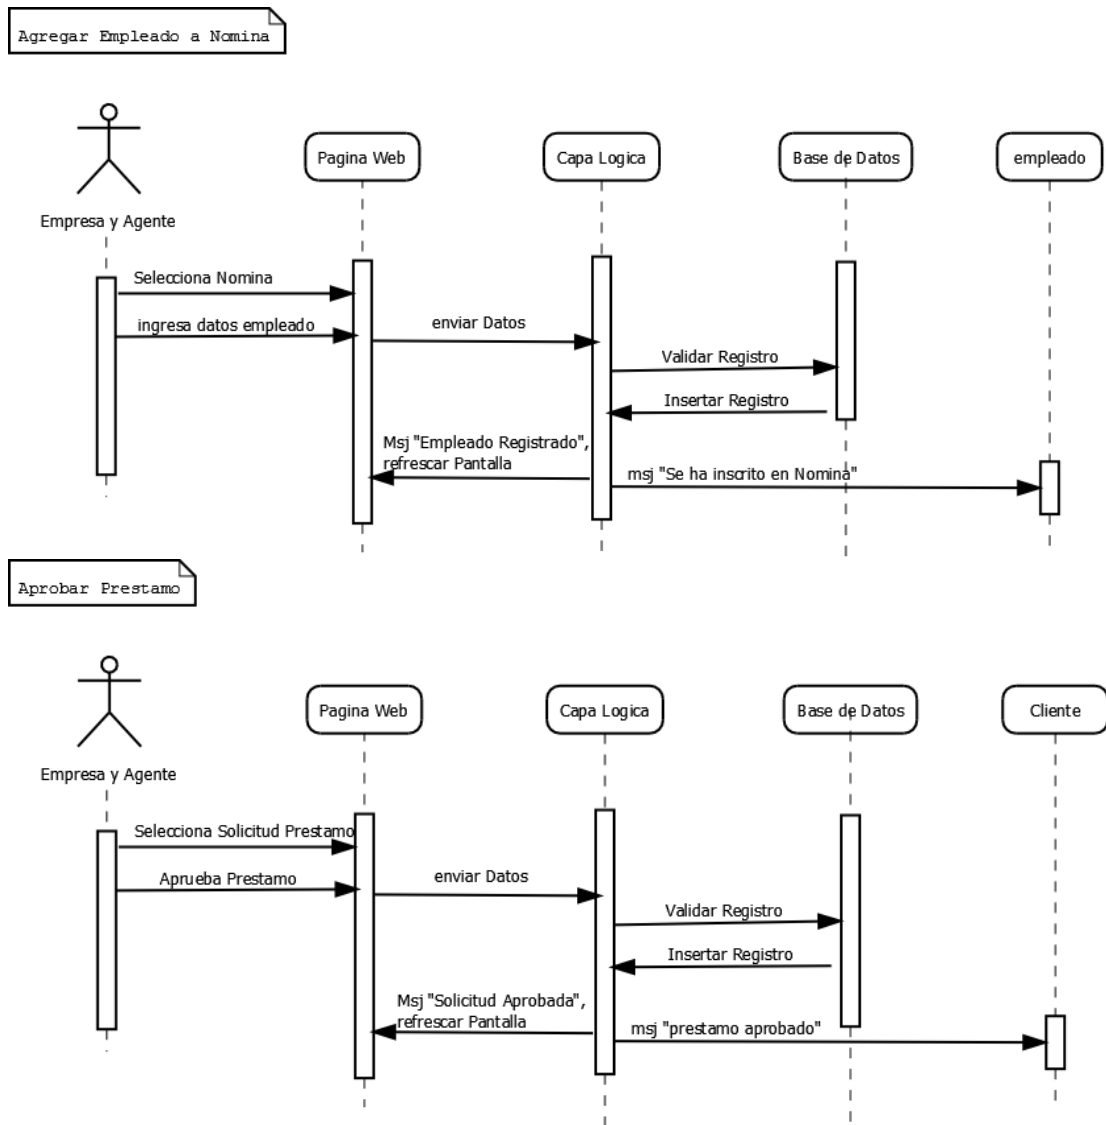 Agregar Empleado a Nomina
Pagina Web
Capa Logica
Base de Datos
empleado
Empresa y Agente
Selecciona Nomina
ingresa datos empleado
enviar Datos
Validar Registro
Insertar Registro
Msj "Empleado Registrado",
refrescar Pantalla
msj "Se ha inscrito en Nomina"
Aprobar Prestamo
Pagina Web
Capa Logica
Base de Datos
Cliente
Empresa y Agente
Selecciona Solicitud Prestamo
Aprueba Prestamo
enviar Datos
Validar Registro
Insertar Registro
Msj "Solicitud Aprobada",
refrescar Pantalla
msj "prestamo aprobado"